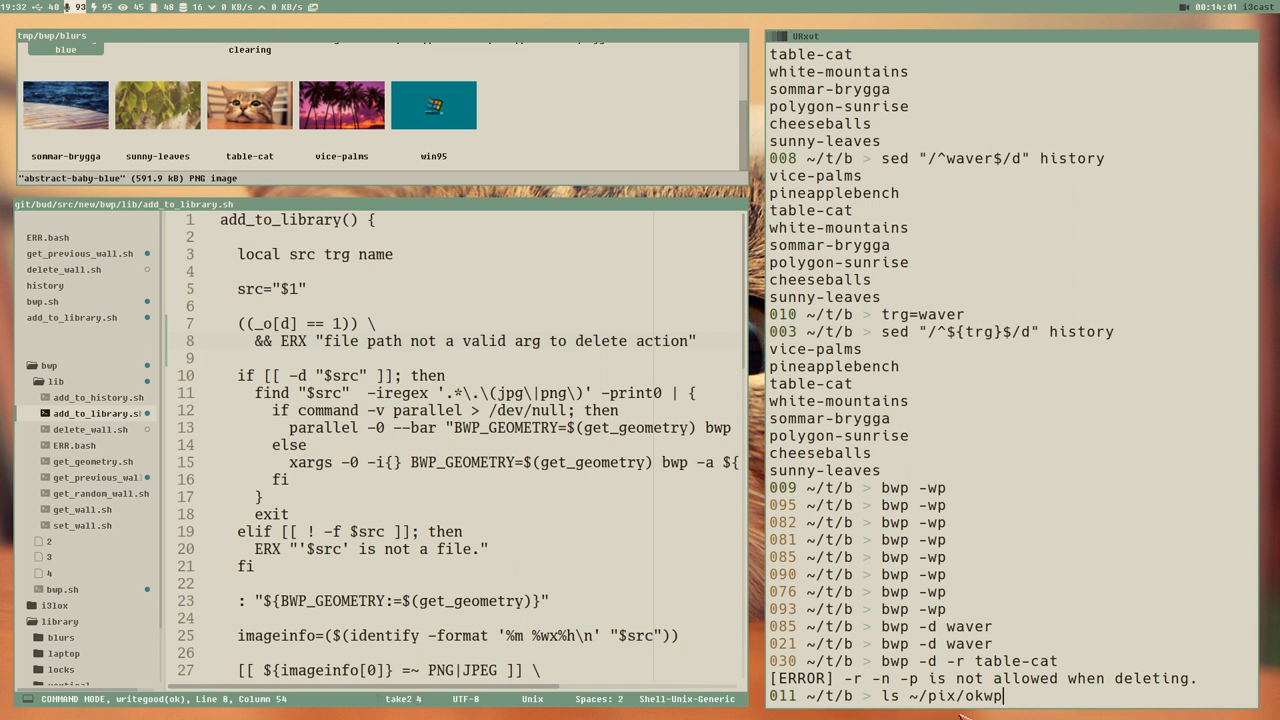 19:32 40 93 95 45 48 16 0 KB/s 0 KB/s 00:14:01 i3cast
tmp/bwp/blurs
blue clearing
sommar-brygga sunny-leaves table-cat vice-palms win95
"abstract-baby-blue" (591.9 kB) PNG image
git/bud/src/new/bwp/lib/add_to_library.sh
ERR.bash
get_previous_wall.sh
delete_wall.sh
history
bwp.sh
add_to_library.sh
bwp
lib
add_to_history.sh
add_to_library.s
delete_wall.sh
ERR.bash
get_geometry.sh
get_previous_wal
get_random_wall.sh
get_wall.sh
set_wall.sh
2
3
4
bwp.sh
i3lox
library
blurs
laptop
locks
1 add_to_library() {
2
3 local src trg name
4
5 src="$1"
6
7 ((_o[d] == 1)) \
8 && ERX "file path not a valid arg to delete action"
9
10 if [[ -d "$src" ]]; then
11 find "$src"  -iregex '.*\.\(jpg\|png\)' -print0 | {
12 if command -v parallel > /dev/null; then
13 parallel -0 --bar "BWP_GEOMETRY=$(get_geometry) bwp
14 else
15 xargs -0 -i{} BWP_GEOMETRY=$(get_geometry) bwp -a ${
16 fi
17 }
18 exit
19 elif [[ ! -f $src ]]; then
20 ERX "'$src' is not a file."
21 fi
22
23 : "${BWP_GEOMETRY:=$(get_geometry)}"
24
25 imageinfo=($(identify -format '%m %wx%h\n' "$src"))
26
27 [[ ${imageinfo[0]} =~ PNG|JPEG ]] \
COMMAND MODE, writegood(ok), Line 8, Column 54 take2 4 UTF-8 Unix Spaces: 2 Shell-Unix-Generic
URxvt
table-cat
white-mountains
sommar-brygga
polygon-sunrise
cheeseballs
sunny-leaves
008 ~/t/b > sed "/^waver$/d" history
vice-palms
pineapplebench
table-cat
white-mountains
sommar-brygga
polygon-sunrise
cheeseballs
sunny-leaves
010 ~/t/b > trg=waver
003 ~/t/b > sed "/^${trg}$/d" history
vice-palms
pineapplebench
table-cat
white-mountains
sommar-brygga
polygon-sunrise
cheeseballs
sunny-leaves
009 ~/t/b > bwp -wp
095 ~/t/b > bwp -wp
082 ~/t/b > bwp -wp
081 ~/t/b > bwp -wp
085 ~/t/b > bwp -wp
090 ~/t/b > bwp -wp
076 ~/t/b > bwp -wp
093 ~/t/b > bwp -wp
085 ~/t/b > bwp -d waver
021 ~/t/b > bwp -d waver
030 ~/t/b > bwp -d -r table-cat
[ERROR] -r -n -p is not allowed when deleting.
011 ~/t/b > ls ~/pix/okwp